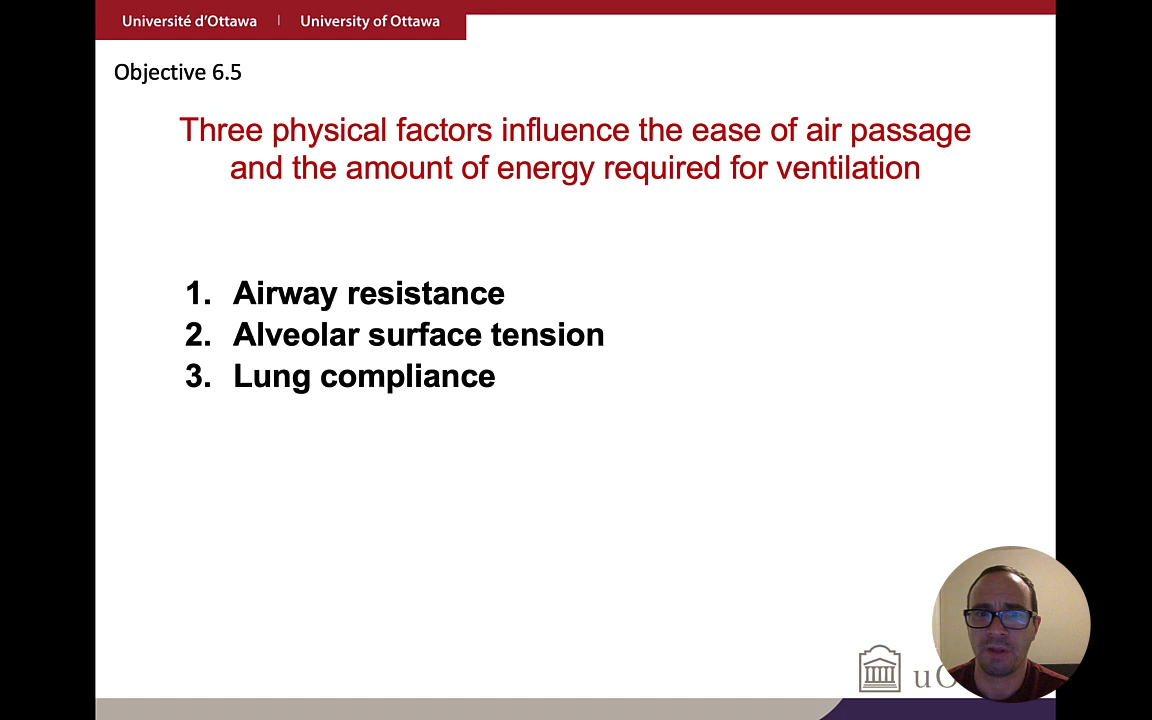 Université d'Ottawa | University of Ottawa
Objective 6.5
Three physical factors influence the ease of air passage
and the amount of energy required for ventilation
1. Airway resistance
2. Alveolar surface tension
3. Lung compliance